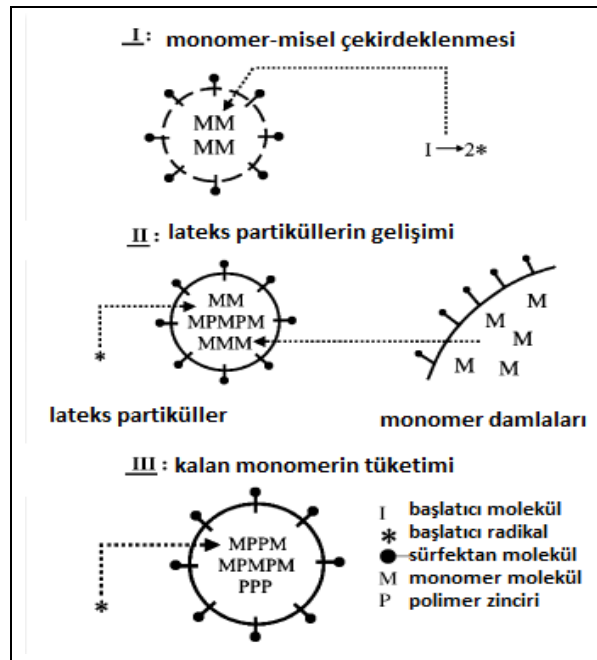 I : monomer-misel çekirdeklenmesi
MM
MM
I → 2*
II : lateks partiküllerin gelişimi
MM
MPMPM
MMM
*
M
M
M
M
M
lateks partiküller
monomer damlaları
III : kalan monomerin tüketimi
MPPM
MPMPM
PPP
*
I başlatıcı molekül
* başlatıcı radikal
sürfektan molekül
M monomer molekül
P polimer zinciri